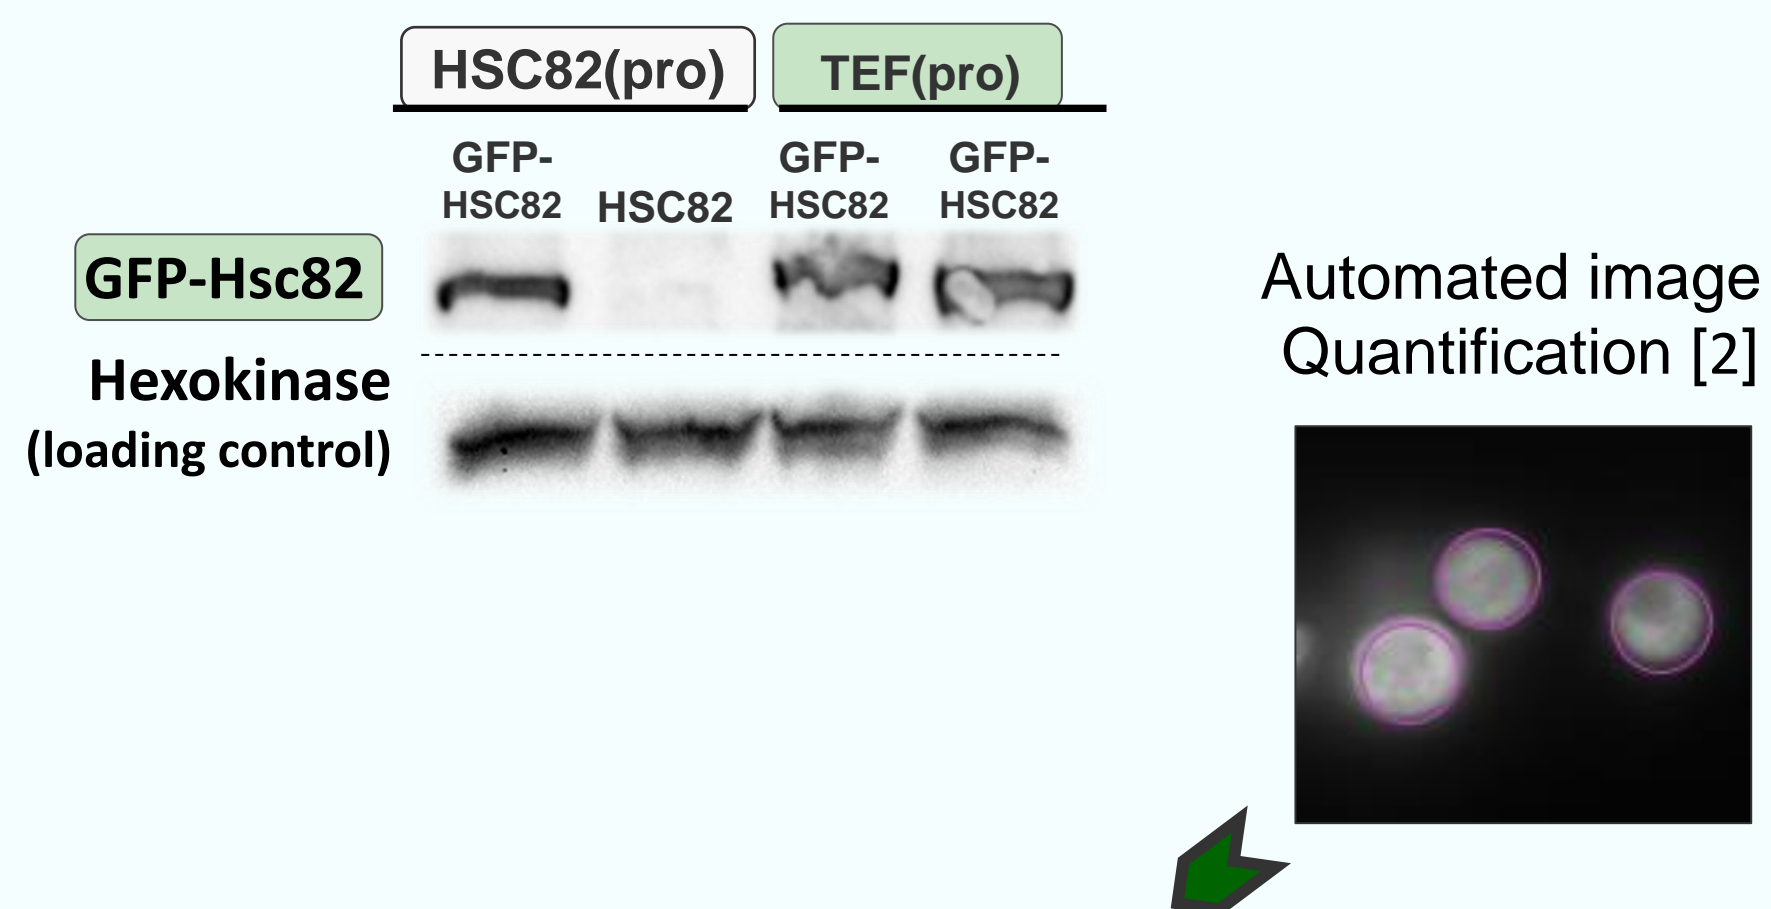 HSC82(pro)
TEF(pro)
GFP-
HSC82
HSC82
GFP-
HSC82
GFP-
HSC82
GFP-Hsc82
Hexokinase
(loading control)
Automated image
Quantification [2]